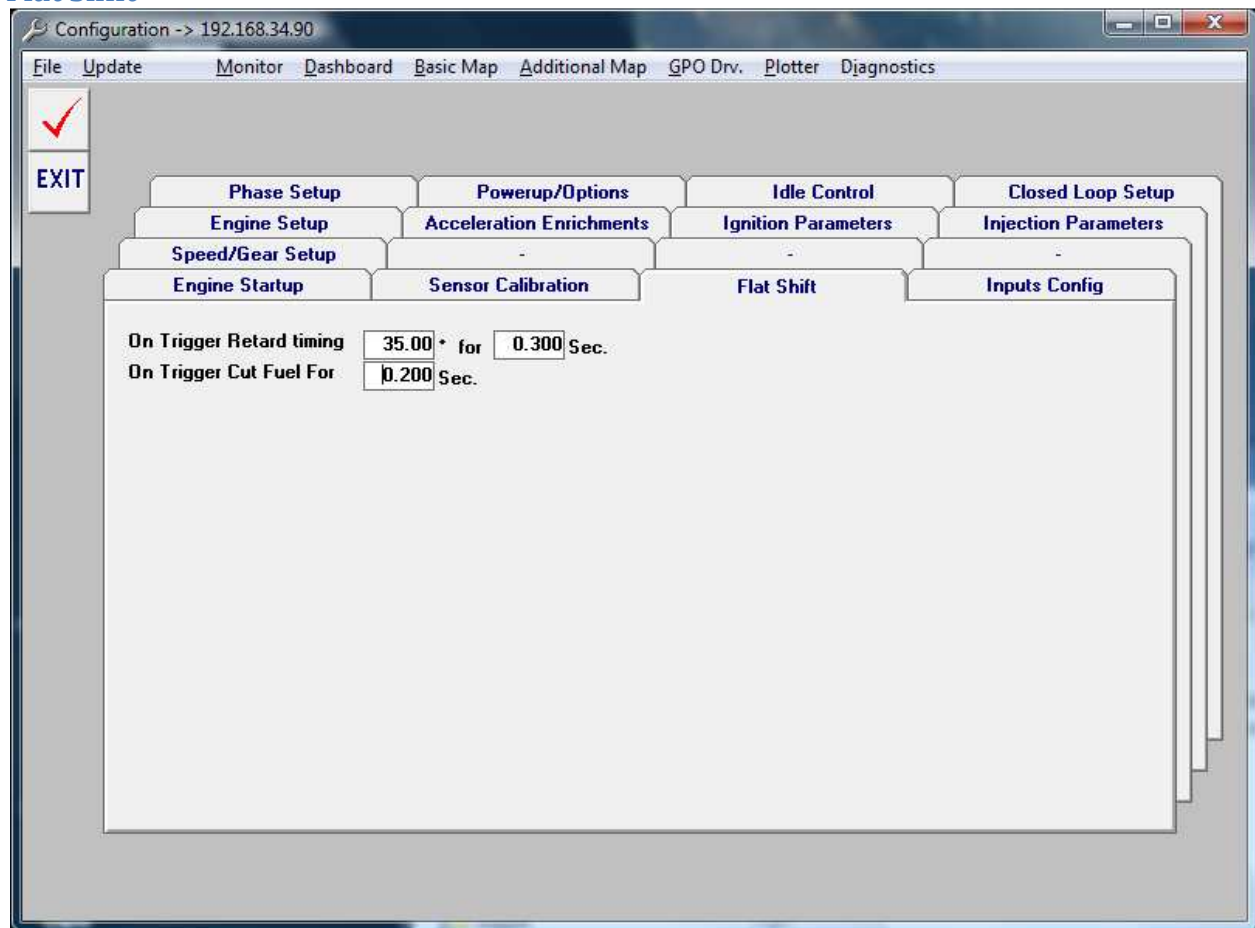 Flat Shift
Configuration -> 192.168.34.90
File Update Monitor Dashboard Basic Map Additional Map GPO Drv. Plotter Diagnostics
EXIT
Phase Setup Powerup/Options Idle Control Closed Loop Setup
Engine Setup Acceleration Enrichments Ignition Parameters Injection Parameters
Speed/Gear Setup - - -
Engine Startup Sensor Calibration Flat Shift Inputs Config
On Trigger Retard timing 35.00 ° for 0.300 Sec.
On Trigger Cut Fuel For 0.200 Sec.